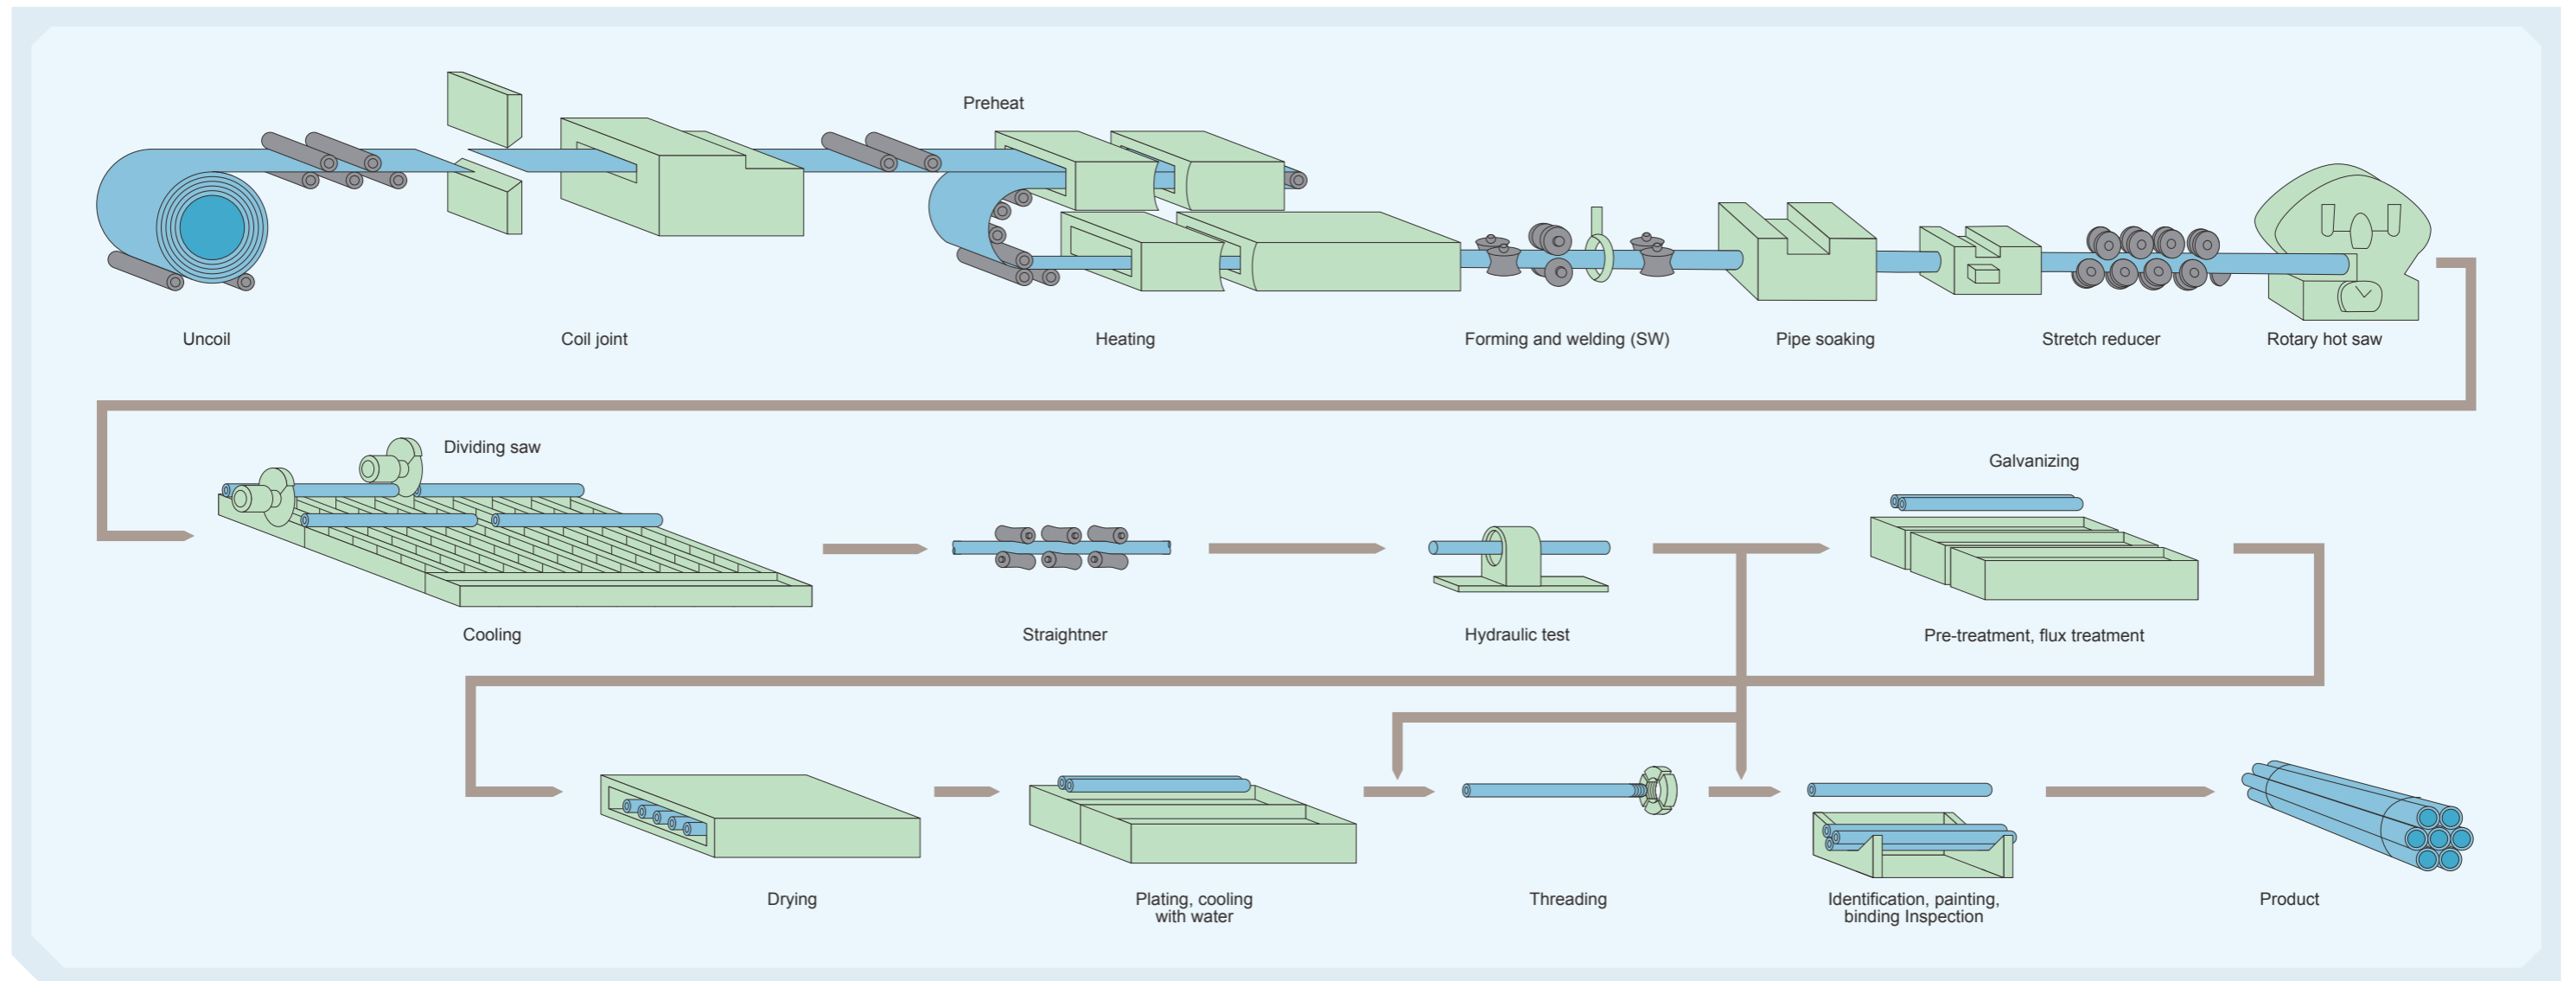 Preheat
Uncoil
Coil joint
Heating
Forming and welding (SW)
Pipe soaking
Stretch reducer
Rotary hot saw
Dividing saw
Galvanizing
Cooling
Straightner
Hydraulic test
Pre-treatment, flux treatment
Drying
Plating, cooling
with water
Threading
Identification, painting,
binding Inspection
Product